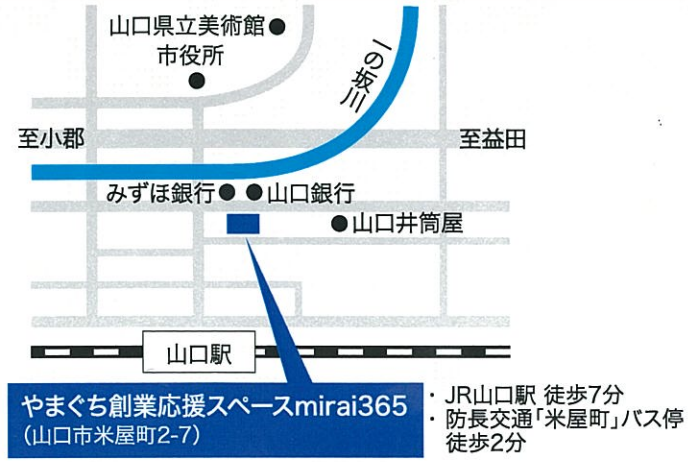 山口県立美術館
市役所
一の坂川
至小郡
至益田
みずほ銀行
山口銀行
山口井筒屋
山口駅
やまぐち創業応援スペースmirai365
(山口市米屋町2-7)
・JR山口駅 徒歩7分
・防長交通「米屋町」バス停
徒歩2分